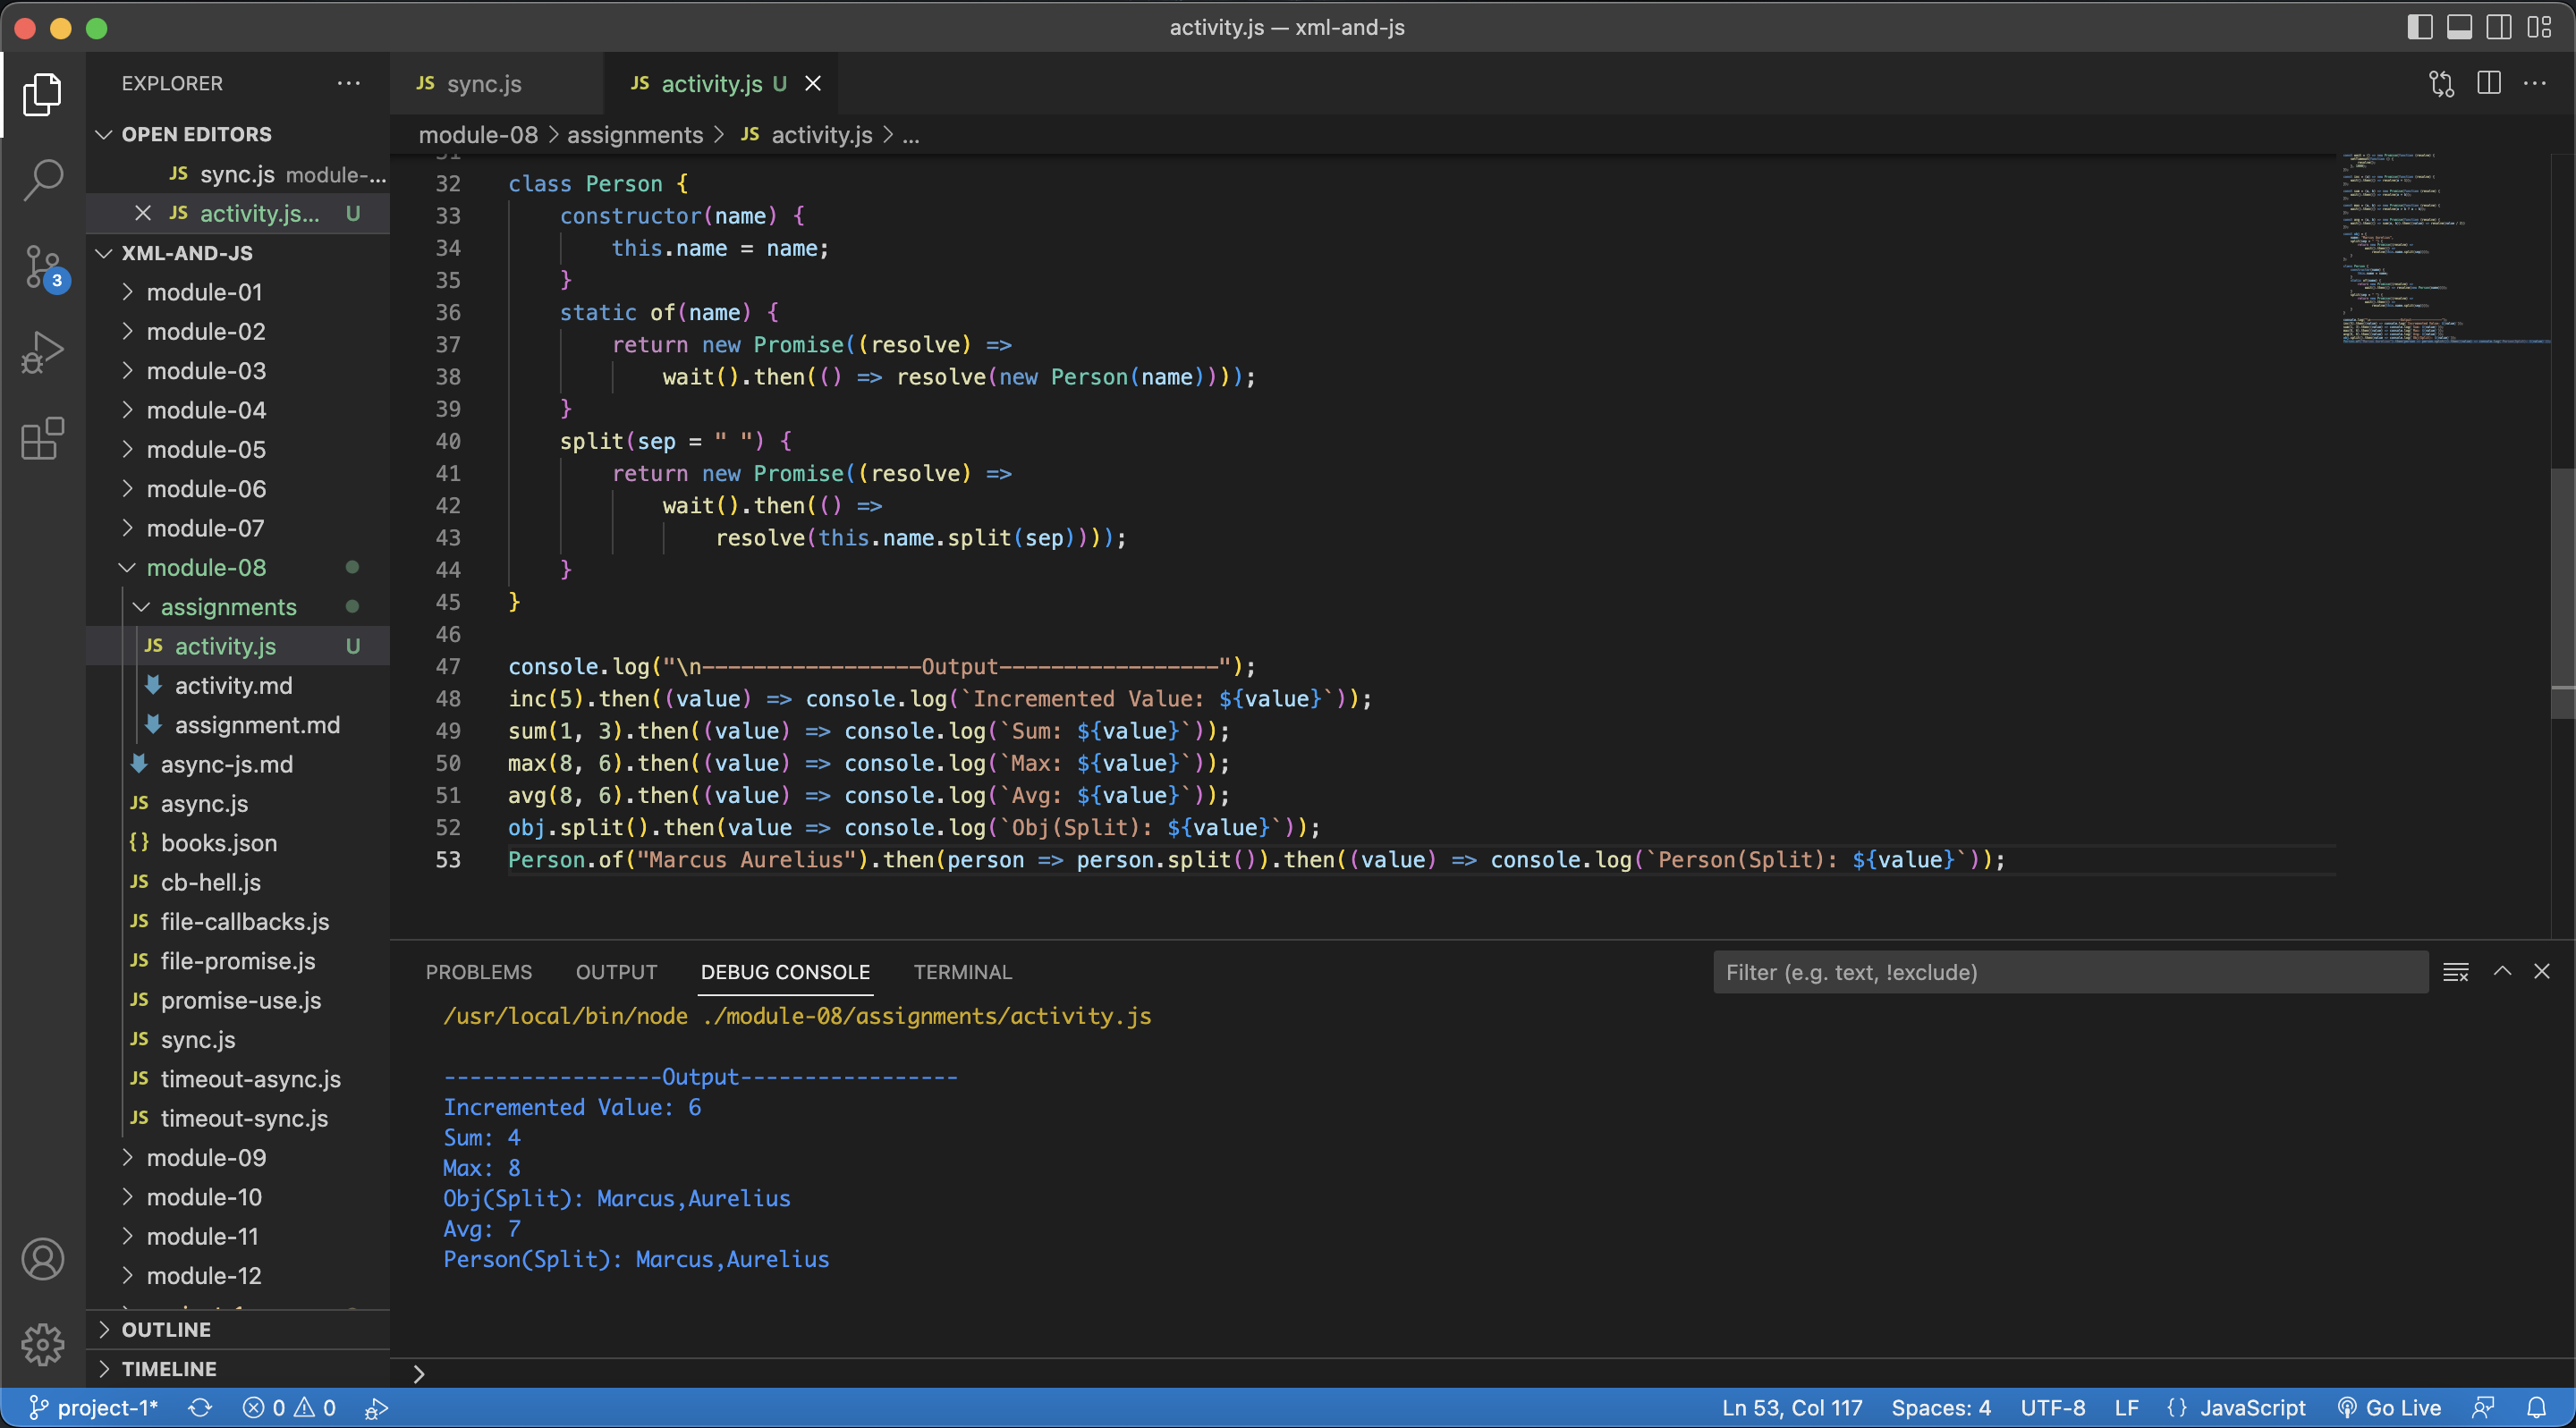 activity.js — xml-and-js
EXPLORER
OPEN EDITORS
JS sync.js module-...
JS activity.js... U
XML-AND-JS
module-01
module-02
module-03
module-04
module-05
module-06
module-07
module-08
assignments
JS activity.js U
activity.md
assignment.md
async-js.md
JS async.js
{} books.json
JS cb-hell.js
JS file-callbacks.js
JS file-promise.js
JS promise-use.js
JS sync.js
JS timeout-async.js
JS timeout-sync.js
module-09
module-10
module-11
module-12
OUTLINE
TIMELINE
3
JS sync.js
JS activity.js U
module-08 > assignments > JS activity.js > ...
31
32 class Person {
33 constructor(name) {
34 this.name = name;
35 }
36 static of(name) {
37 return new Promise((resolve) =>
38 wait().then(() => resolve(new Person(name))));
39 }
40 split(sep = " ") {
41 return new Promise((resolve) =>
42 wait().then(() =>
43 resolve(this.name.split(sep))));
44 }
45 }
46
47 console.log("\n-----------------Output-----------------");
48 inc(5).then((value) => console.log(`Incremented Value: ${value}`));
49 sum(1, 3).then((value) => console.log(`Sum: ${value}`));
50 max(8, 6).then((value) => console.log(`Max: ${value}`));
51 avg(8, 6).then((value) => console.log(`Avg: ${value}`));
52 obj.split().then(value => console.log(`Obj(Split): ${value}`));
53 Person.of("Marcus Aurelius").then(person => person.split()).then((value) => console.log(`Person(Split): ${value}`));
PROBLEMS OUTPUT DEBUG CONSOLE TERMINAL
Filter (e.g. text, !exclude)
/usr/local/bin/node ./module-08/assignments/activity.js
-----------------Output-----------------
Incremented Value: 6
Sum: 4
Max: 8
Obj(Split): Marcus,Aurelius
Avg: 7
Person(Split): Marcus,Aurelius
project-1* 0 0
Ln 53, Col 117 Spaces: 4 UTF-8 LF {} JavaScript Go Live